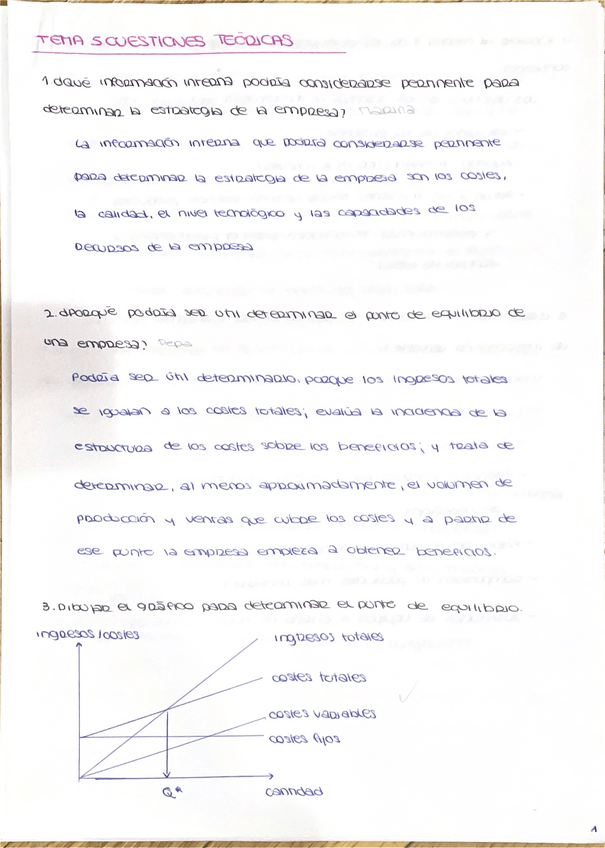 TEMA 5 CUESTIONES TEÓRICAS
1. ¿Qué información interna podría considerarse pertinente para
determinar la estrategia de la empresa? Marina
La información interna que podría considerarse pertinente
para determinar la estrategia de la empresa son los costes,
la calidad, el nivel tecnológico y las capacidades de los
recursos de la empresa
2. ¿Porqué podría ser útil determinar el punto de equilibrio de
una empresa? Pepa
Podría ser útil determinarlo, porque los ingresos totales
se igualan a los costes totales; evalúa la incidencia de la
estructura de los costes sobre los beneficios; y trata de
determinar, al menos aproximadamente, el volumen de
producción y ventas que cubre los costes y a partir de
ese punto la empresa empieza a obtener beneficios.
3. Dibujar el gráfico para determinar el punto de equilibrio.
ingresos/costes
ingresos totales
costes totales
costes variables
costes fijos
Q*
cantidad
A